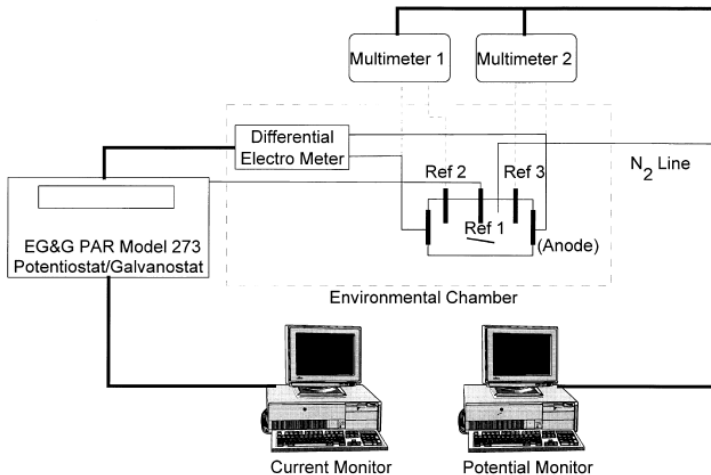 Multimeter 1
Multimeter 2
Differential
Electro Meter
Ref 2
Ref 3
N2 Line
Ref 1
EG&G PAR Model 273
Potentiostat/Galvanostat
(Anode)
Environmental Chamber
Current Monitor
Potential Monitor